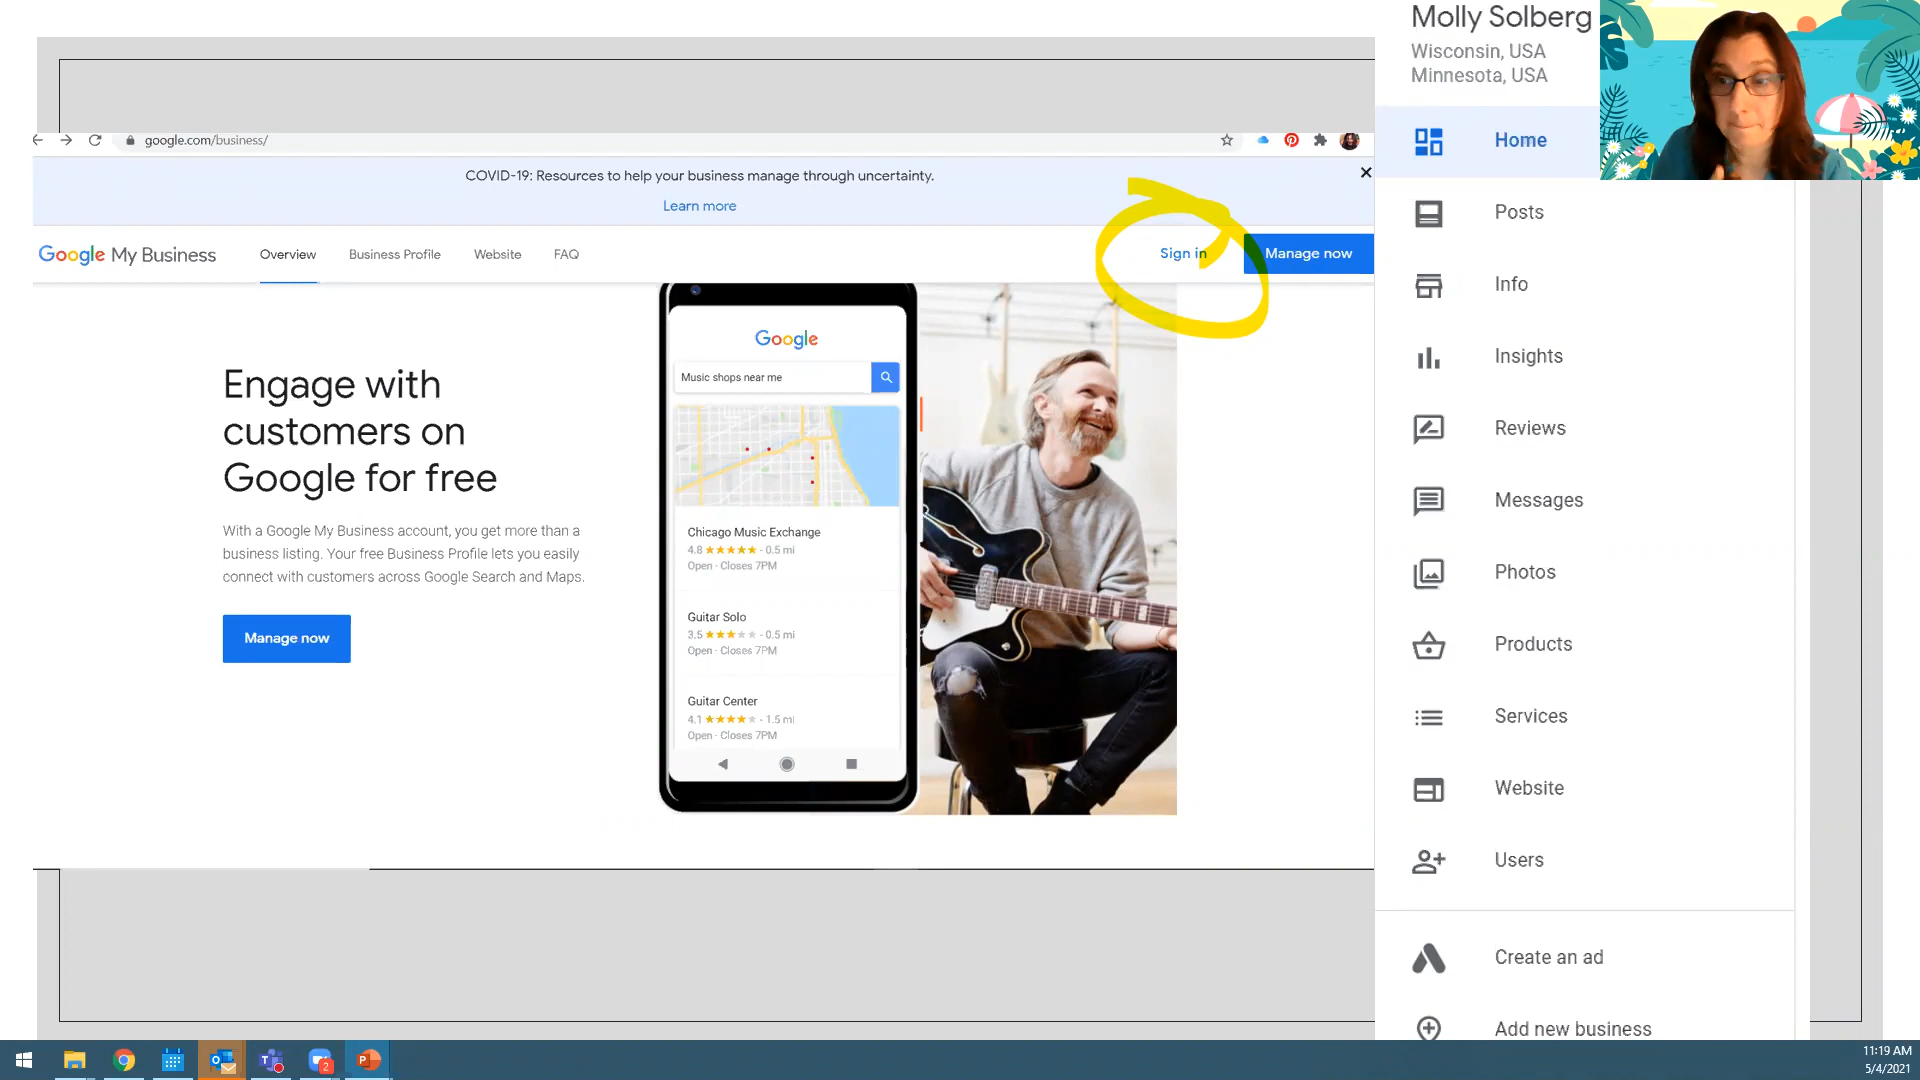 google.com/business/
COVID-19: Resources to help your business manage through uncertainty.
Learn more
Google My Business
Overview
Business Profile
Website
FAQ
Sign in
Manage now
Engage with
customers on
Google for free
With a Google My Business account, you get more than a
business listing. Your free Business Profile lets you easily
connect with customers across Google Search and Maps.
Manage now
Google
Music shops near me
Chicago Music Exchange
4.8 ★★★★★ - 0.5 mi
Open · Closes 7PM
Guitar Solo
3.5 ★★★★★ - 0.5 mi
Open · Closes 7PM
Guitar Center
4.1 ★★★★★ - 1.5 mi
Open · Closes 7PM
Molly Solberg
Wisconsin, USA
Minnesota, USA
Home
Posts
Info
Insights
Reviews
Messages
Photos
Products
Services
Website
Users
Create an ad
Add new business
2
11:19 AM
5/4/2021